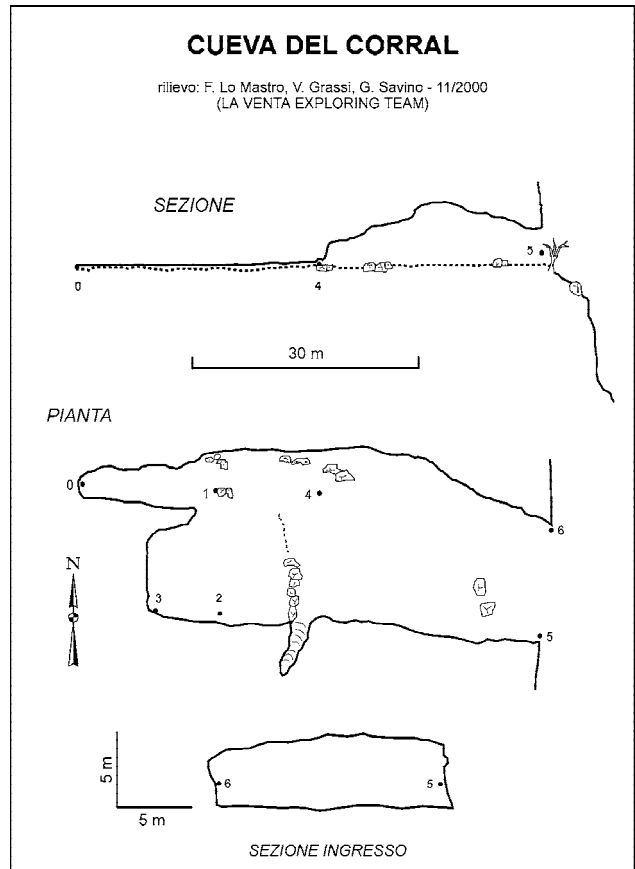 CUEVA DEL CORRAL
rilievo: F. Lo Mastro, V. Grassi, G. Savino - 11/2000
(LA VENTA EXPLORING TEAM)
SEZIONE
5
0
4
30 m
PIANTA
0
1
4
6
N
3
2
5
5 m
6
5
5 m
SEZIONE INGRESSO